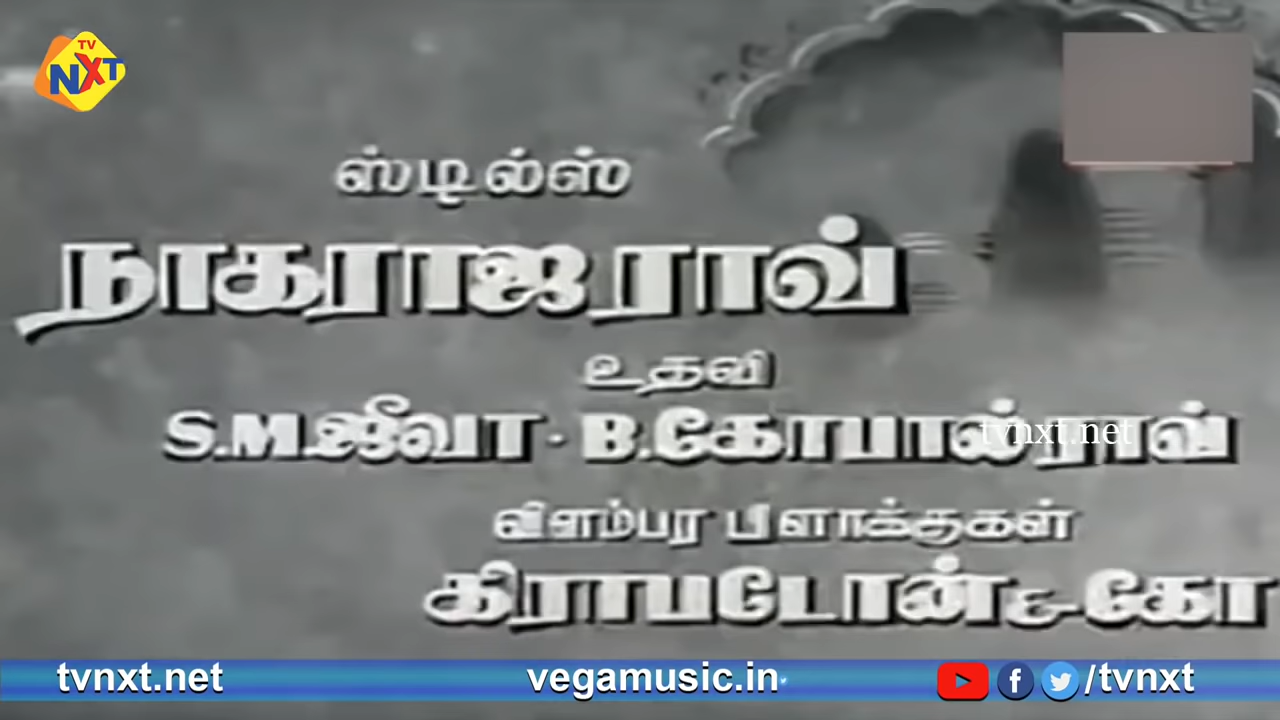 TV
NXT
ஸ்டில்ஸ்
நாகராஜராவ்
உதவி
S.M.ஜீவா - B.கோபால்ராவ்
tvnxt.net
விளம்பர பிளாக்குகள்
கிராபடோன் & கோ
tvnxt.net vegamusic.in /tvnxt